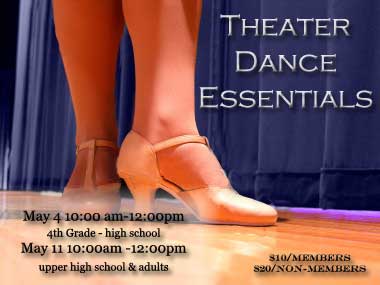 Theater
Dance
Essentials
May 4 10:00 am-12:00pm
4th Grade - high school
May 11 10:00am -12:00pm
upper high school & adults
$10/members
$20/non-members